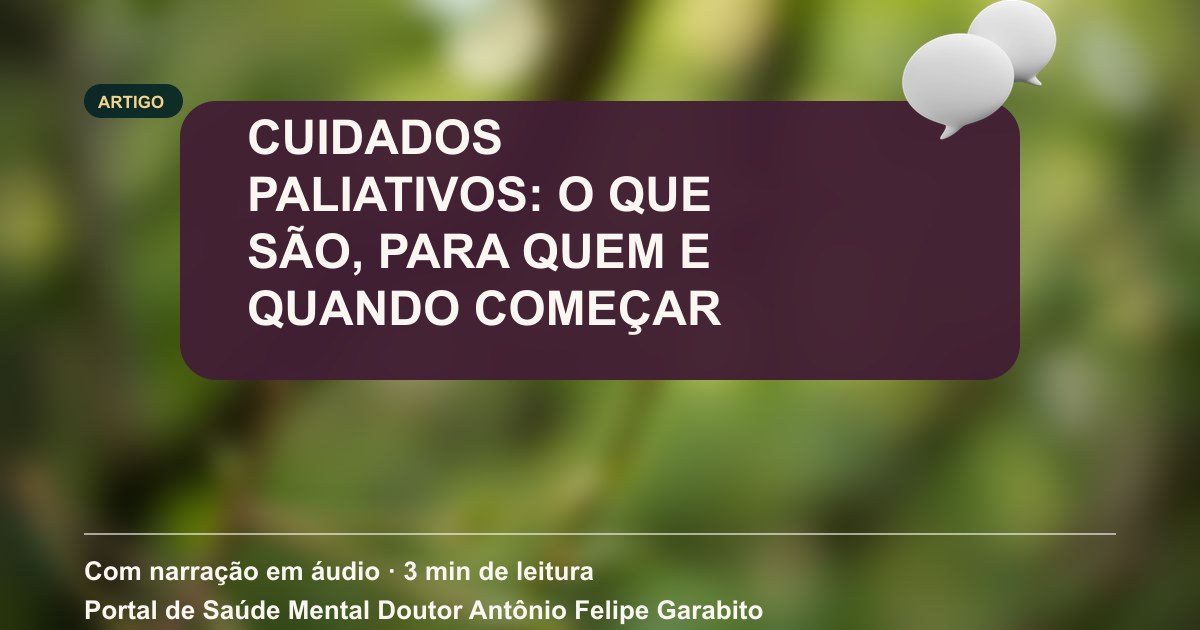 ARTIGO
CUIDADOS
PALIATIVOS: O QUE
SÃO, PARA QUEM E
QUANDO COMEÇAR
Com narração em áudio · 3 min de leitura
Portal de Saúde Mental Doutor Antônio Felipe Garabito